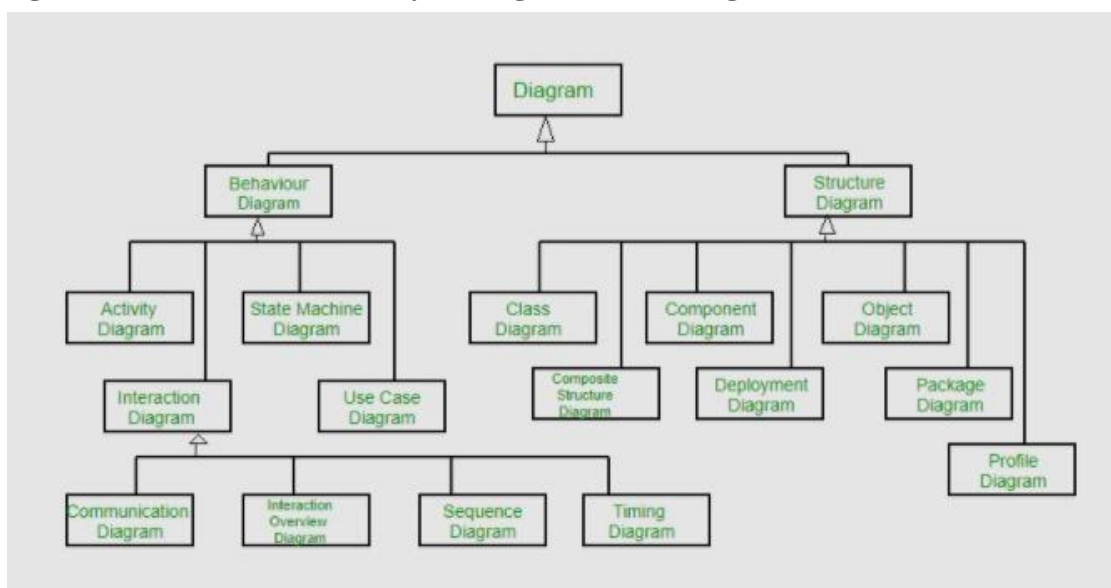 Diagram
Behaviour
Diagram
Structure
Diagram
Activity
Diagram
State Machine
Diagram
Class
Diagram
Component
Diagram
Object
Diagram
Interaction
Diagram
Use Case
Diagram
Composite
Structure
Diagram
Deployment
Diagram
Package
Diagram
Profile
Diagram
Communication
Diagram
Interaction
Overview
Diagram
Sequence
Diagram
Timing
Diagram